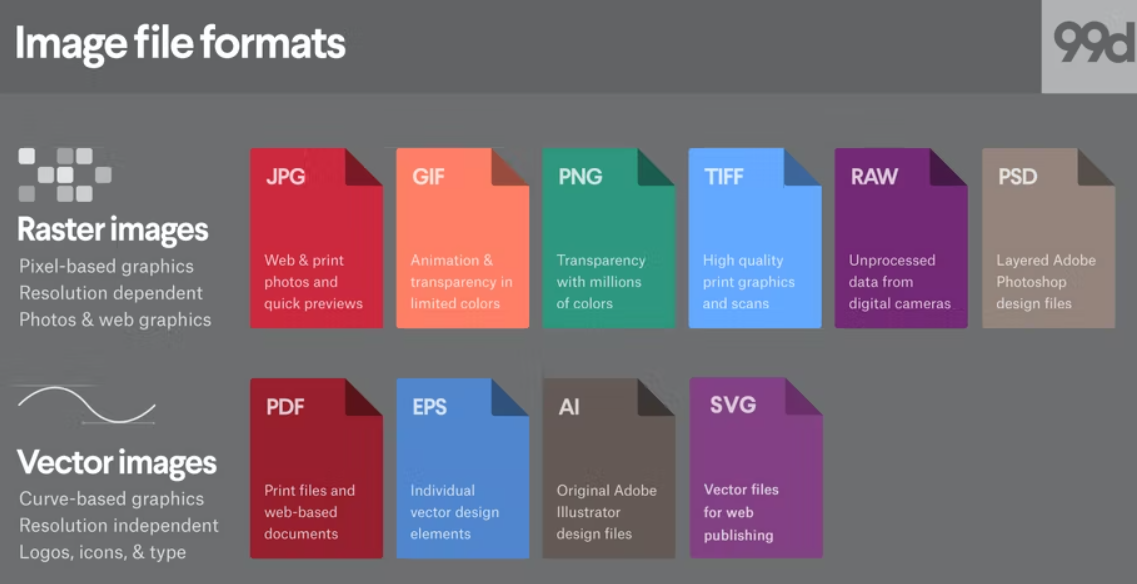 Image file formats
99d
Raster images
Pixel-based graphics
Resolution dependent
Photos & web graphics
JPG
Web & print
photos and
quick previews
GIF
Animation &
transparency in
limited colors
PNG
Transparency
with millions
of colors
TIFF
High quality
print graphics
and scans
RAW
Unprocessed
data from
digital cameras
PSD
Layered Adobe
Photoshop
design files
Vector images
Curve-based graphics
Resolution independent
Logos, icons, & type
PDF
Print files and
web-based
documents
EPS
Individual
vector design
elements
AI
Original Adobe
Illustrator
design files
SVG
Vector files
for web
publishing